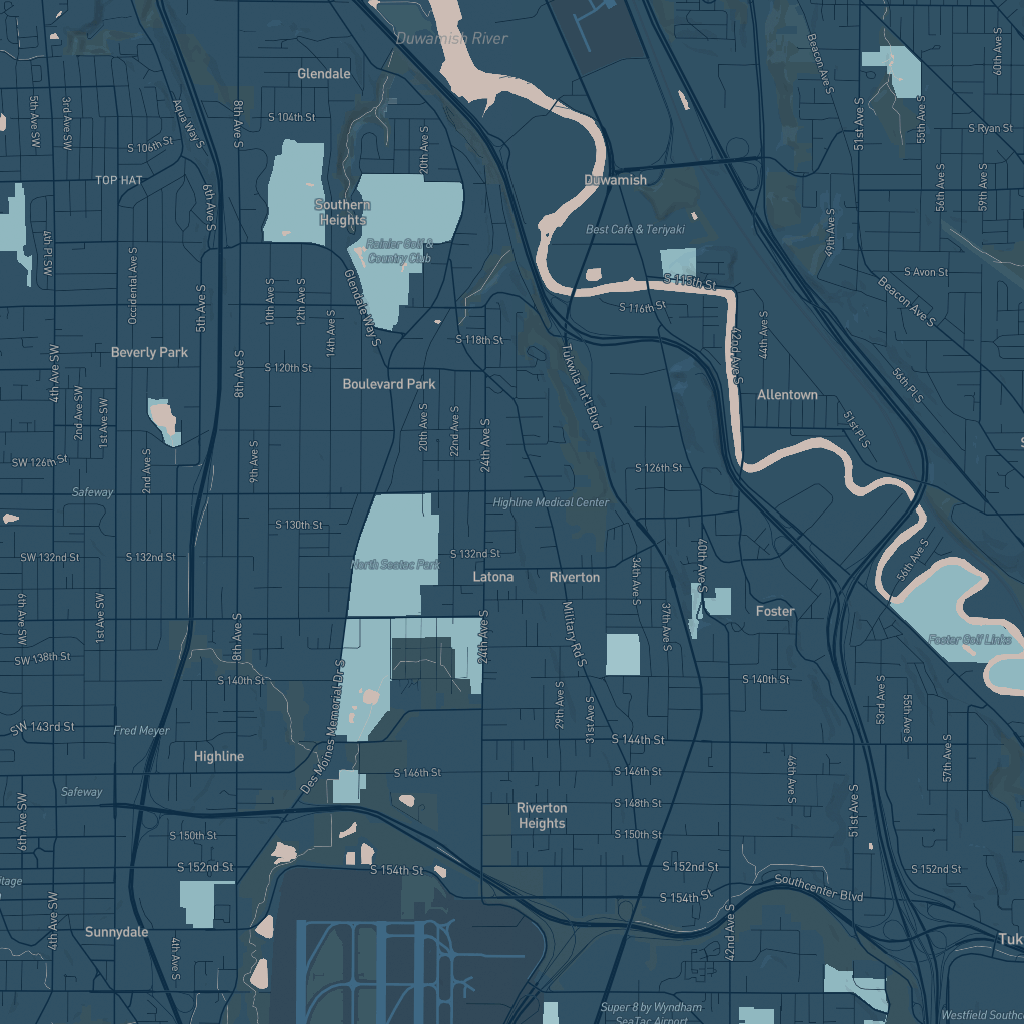 Duwamish River
Glendale
5th Ave SW
3rd Ave SW
Aqua Way S
8th Ave S
S 104th St
20th Ave S
Beacon Ave S
60th Ave S
51st Ave S
55th Ave S
S Ryan St
S 106th St
TOP HAT
6th Ave S
Southern
Heights
Duwamish
56th Ave S
59th Ave S
4th Pl SW
Rainier Golf &
Country Club
Best Cafe & Teriyaki
49th Ave S
Occidental Ave S
5th Ave S
10th Ave S
12th Ave S
14th Ave S
Glendale Way S
S 115th St
S 116th St
S Avon St
Beacon Ave S
Beverly Park
S 118th St
42nd Ave S
44th Ave S
4th Ave SW
8th Ave S
S 120th St
Boulevard Park
Tukwila Int'l Blvd
Allentown
56th Pl S
51st Pl S
2nd Ave SW
1st Ave SW
20th Ave S
22nd Ave S
24th Ave S
SW 126th St
2nd Ave S
9th Ave S
S 126th St
Safeway
Highline Medical Center
S 130th St
SW 132nd St
S 132nd St
North Seatac Park
S 132nd St
Latona
Riverton
34th Ave S
40th Ave S
56th Ave S
6th Ave SW
1st Ave SW
8th Ave S
24th Ave S
Military Rd S
37th Ave S
Foster
Foster Golf Links
SW 138th St
S 140th St
S 140th St
Des Moines Memorial Dr S
29th Ave S
31st Ave S
53rd Ave S
55th Ave S
57th Ave S
SW 143rd St
Fred Meyer
S 144th St
Highline
S 146th St
S 146th St
46th Ave S
Safeway
6th Ave SW
Riverton
Heights
S 148th St
51st Ave S
S 150th St
S 150th St
S 152nd St
S 154th St
S 152nd St
S 152nd St
Southcenter Blvd
S 154th St
4th Ave SW
Sunnydale
4th Ave S
42nd Ave S
Super 8 by Wyndham
SeaTac Airport